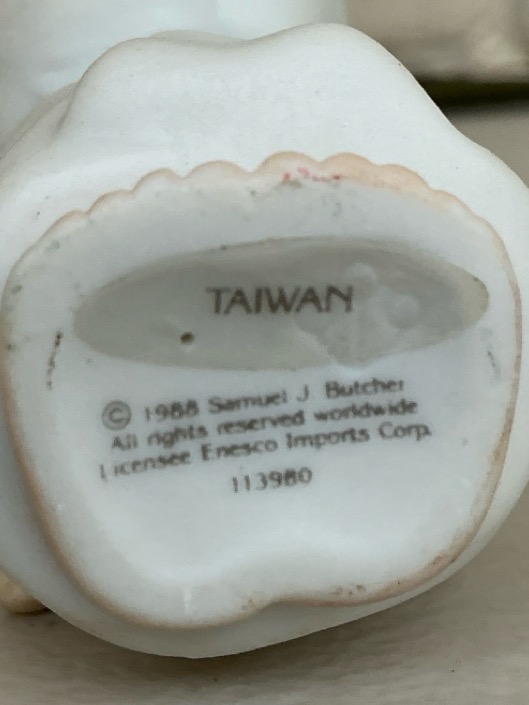 TAIWAN
© 1988 Samuel J Butcher
All rights reserved worldwide
Licensee Enesco Imports Corp.
113980